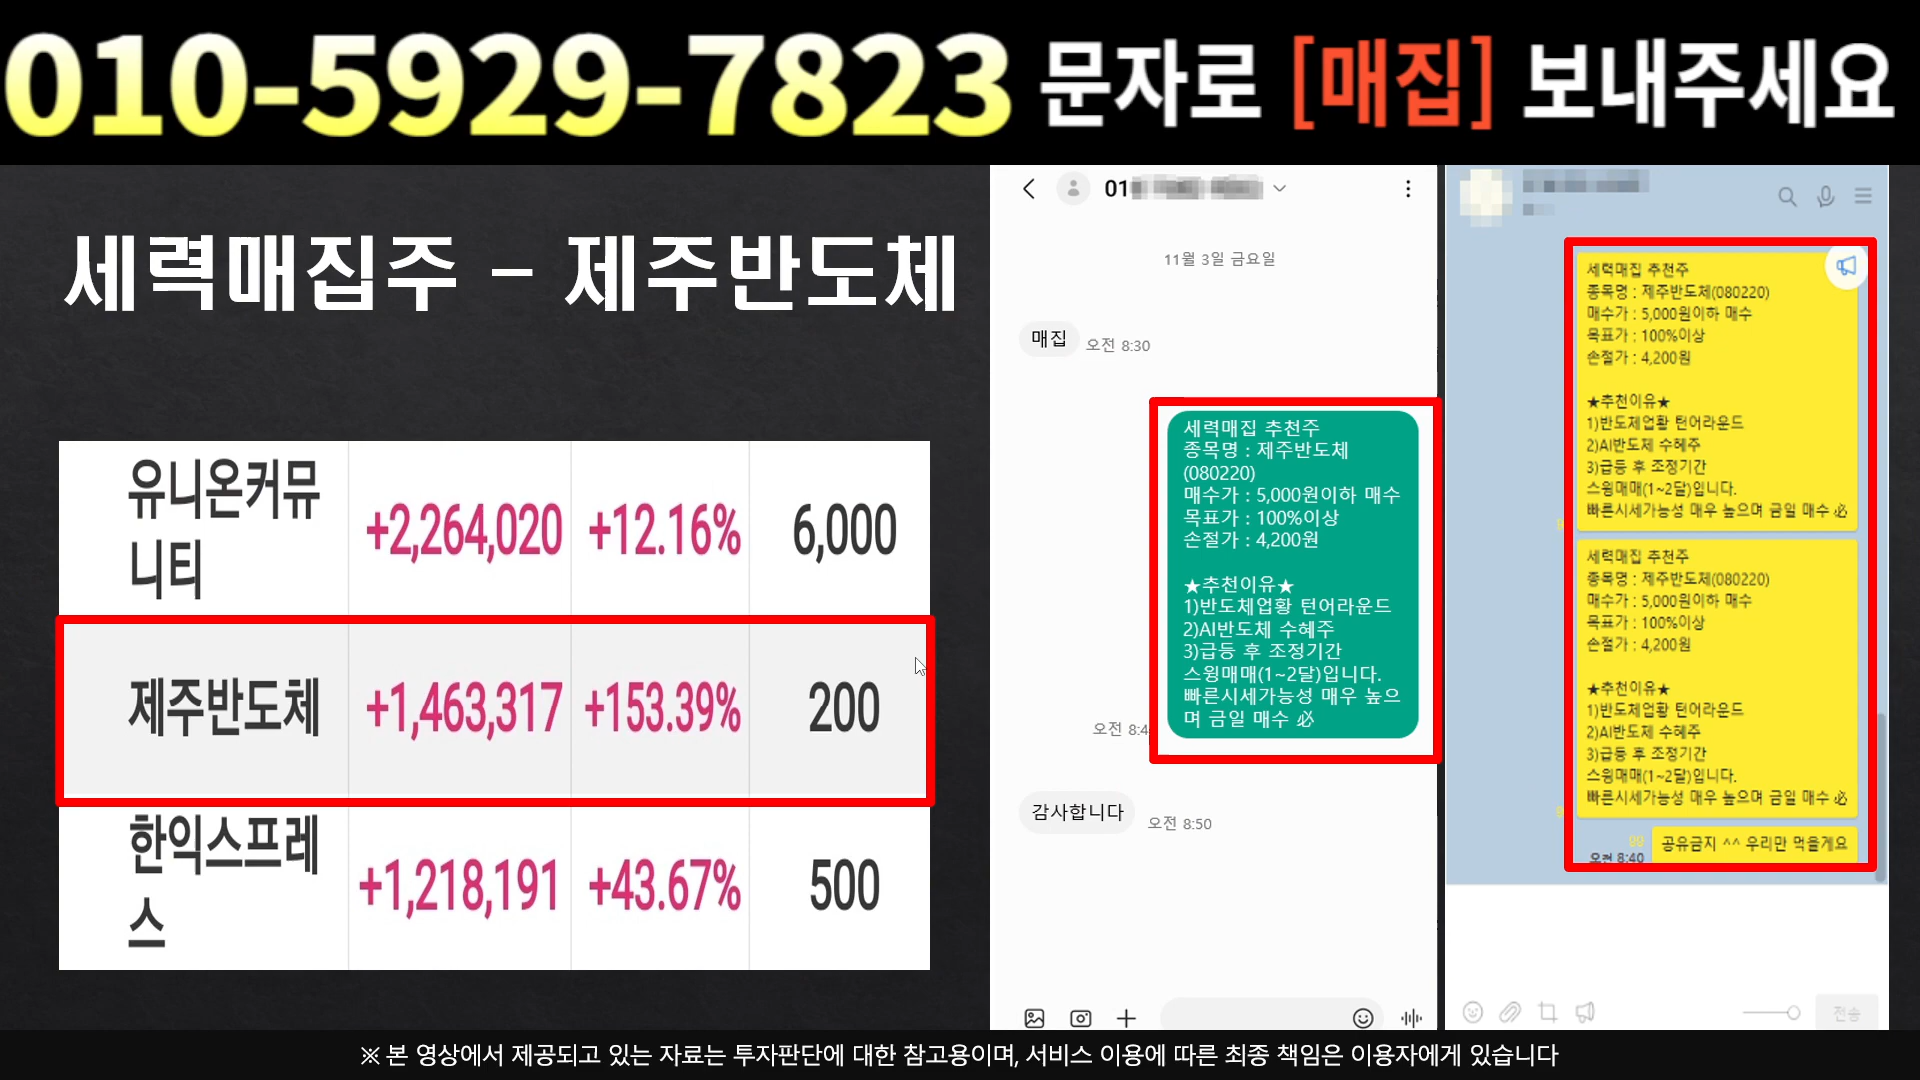 010-5929-7823 문자로 [매집] 보내주세요
세력매집주 - 제주반도체
유니온커뮤
니티
+2,264,020
+12.16%
6,000
제주반도체
+1,463,317
+153.39%
200
한익스프레
스
+1,218,191
+43.67%
500
01
11월 3일 금요일
매집
오전 8:30
세력매집 추천주
종목명 : 제주반도체
(080220)
매수가 : 5,000원이하 매수
목표가 : 100%이상
손절가 : 4,200원
★추천이유★
1)반도체업황 턴어라운드
2)AI반도체 수혜주
3)급등 후 조정기간
스윙매매(1~2달)입니다.
빠른시세가능성 매우 높으
며 금일 매수 必
오전 8:4
감사합니다
오전 8:50
세력매집 추천주
종목명 : 제주반도체(080220)
매수가 : 5,000원이하 매수
목표가 : 100%이상
손절가 : 4,200원
★추천이유★
1)반도체업황 턴어라운드
2)AI반도체 수혜주
3)급등 후 조정기간
스윙매매(1~2달)입니다.
빠른시세가능성 매우 높으며 금일 매수 必
세력매집 추천주
종목명 : 제주반도체(080220)
매수가 : 5,000원이하 매수
목표가 : 100%이상
손절가 : 4,200원
★추천이유★
1)반도체업황 턴어라운드
2)AI반도체 수혜주
3)급등 후 조정기간
스윙매매(1~2달)입니다.
빠른시세가능성 매우 높으며 금일 매수 必
오전 8:40
공유금지 ^^ 우리만 먹을게요
전송
※ 본 영상에서 제공되고 있는 자료는 투자판단에 대한 참고용이며, 서비스 이용에 따른 최종 책임은 이용자에게 있습니다